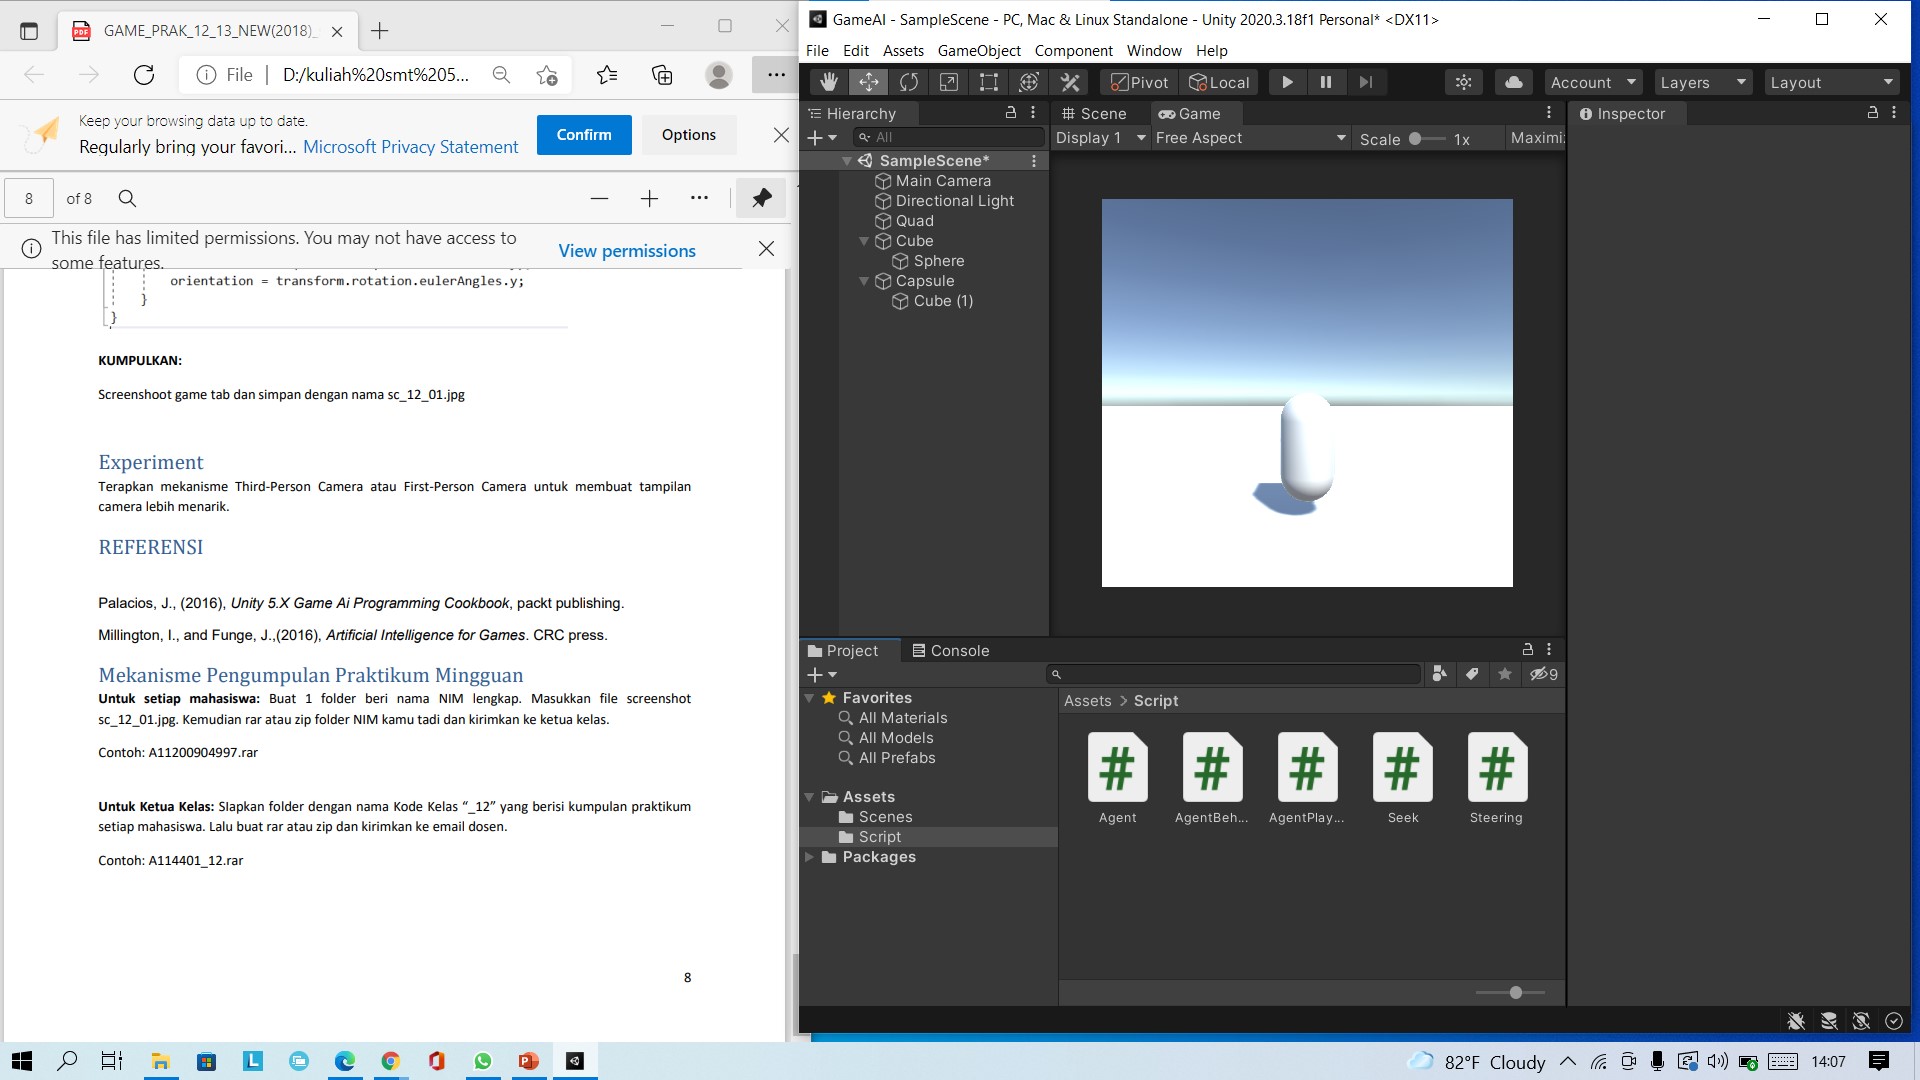 GAME_PRAK_12_13_NEW(2018)_
File
D:/kuliah%20smt%205...
Keep your browsing data up to date.
Regularly bring your favori... Microsoft Privacy Statement
Confirm
Options
8
of 8
This file has limited permissions. You may not have access to
some features.
View permissions
orientation = transform.rotation.eulerAngles.y;
}
}
KUMPULKAN:
Screenshoot game tab dan simpan dengan nama sc_12_01.jpg
Experiment
Terapkan mekanisme Third-Person Camera atau First-Person Camera untuk membuat tampilan
camera lebih menarik.
REFERENSI
Palacios, J., (2016), Unity 5.X Game Ai Programming Cookbook, packt publishing.
Millington, I., and Funge, J.,(2016), Artificial Intelligence for Games. CRC press.
Mekanisme Pengumpulan Praktikum Mingguan
Untuk setiap mahasiswa: Buat 1 folder beri nama NIM lengkap. Masukkan file screenshot
sc_12_01.jpg. Kemudian rar atau zip folder NIM kamu tadi dan kirimkan ke ketua kelas.
Contoh: A11200904997.rar
Untuk Ketua Kelas: SIapkan folder dengan nama Kode Kelas “_12” yang berisi kumpulan praktikum
setiap mahasiswa. Lalu buat rar atau zip dan kirimkan ke email dosen.
Contoh: A114401_12.rar
8
GameAI - SampleScene - PC, Mac & Linux Standalone - Unity 2020.3.18f1 Personal* <DX11>
File Edit Assets GameObject Component Window Help
Pivot
Local
Account
Layers
Layout
Hierarchy
All
SampleScene*
Main Camera
Directional Light
Quad
Cube
Sphere
Capsule
Cube (1)
Scene
Game
Display 1
Free Aspect
Scale
1x
Maximi
Inspector
Project
Console
9
Favorites
All Materials
All Models
All Prefabs
Assets
Scenes
Script
Packages
Assets > Script
Agent
AgentBeh...
AgentPlay...
Seek
Steering
82°F Cloudy
14:07